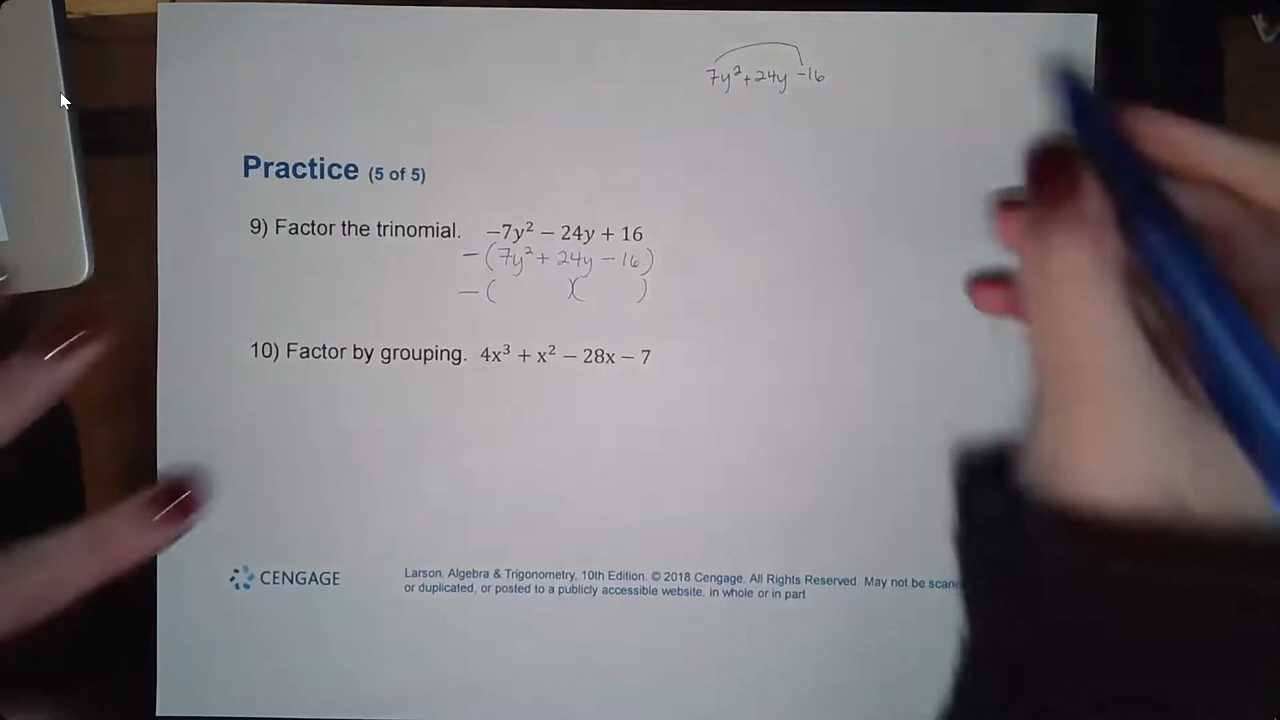 7y²+24y -16
Practice (5 of 5)
9) Factor the trinomial. −7y² − 24y + 16
-(7y²+ 24y - 16)
-( )( )
10) Factor by grouping. 4x³ + x² − 28x − 7
CENGAGE
Larson, Algebra & Trigonometry, 10th Edition. © 2018 Cengage. All Rights Reserved. May not be
or duplicated, or posted to a publicly accessible website, in whole or in part